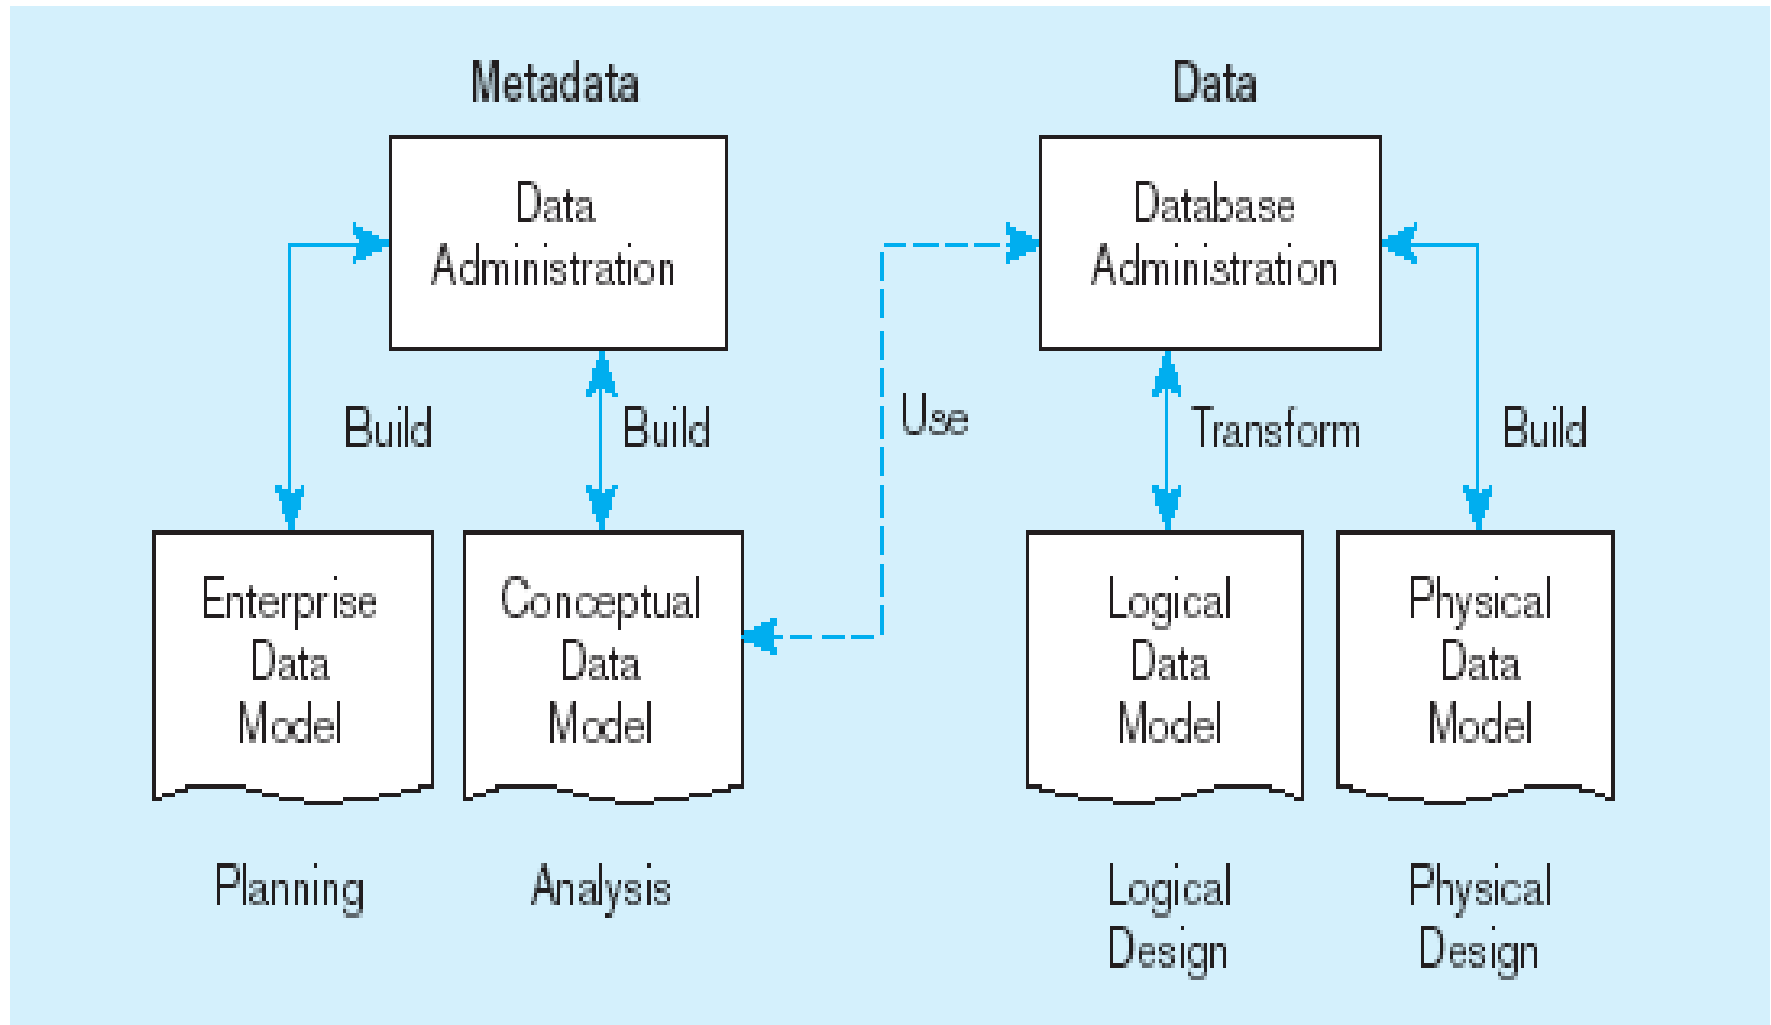 Metadata
Data
Data
Administration
Database
Administration
Build
Build
Use
Transform
Build
Enterprise
Data
Model
Conceptual
Data
Model
Logical
Data
Model
Physical
Data
Model
Planning
Analysis
Logical
Design
Physical
Design